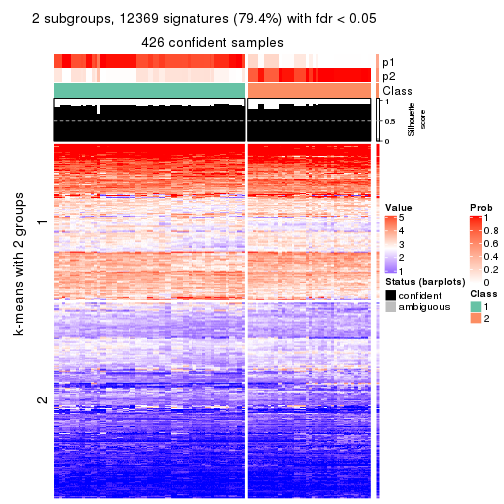 2 subgroups, 12369 signatures (79.4%) with fdr < 0.05
426 confident samples
p1
p2
Class
1
0.5
0
Silhouette
score
k-means with 2 groups
1
2
Value
5
4
3
2
1
Status (barplots)
confident
ambiguous
Prob
1
0.8
0.6
0.4
0.2
0
Class
1
2